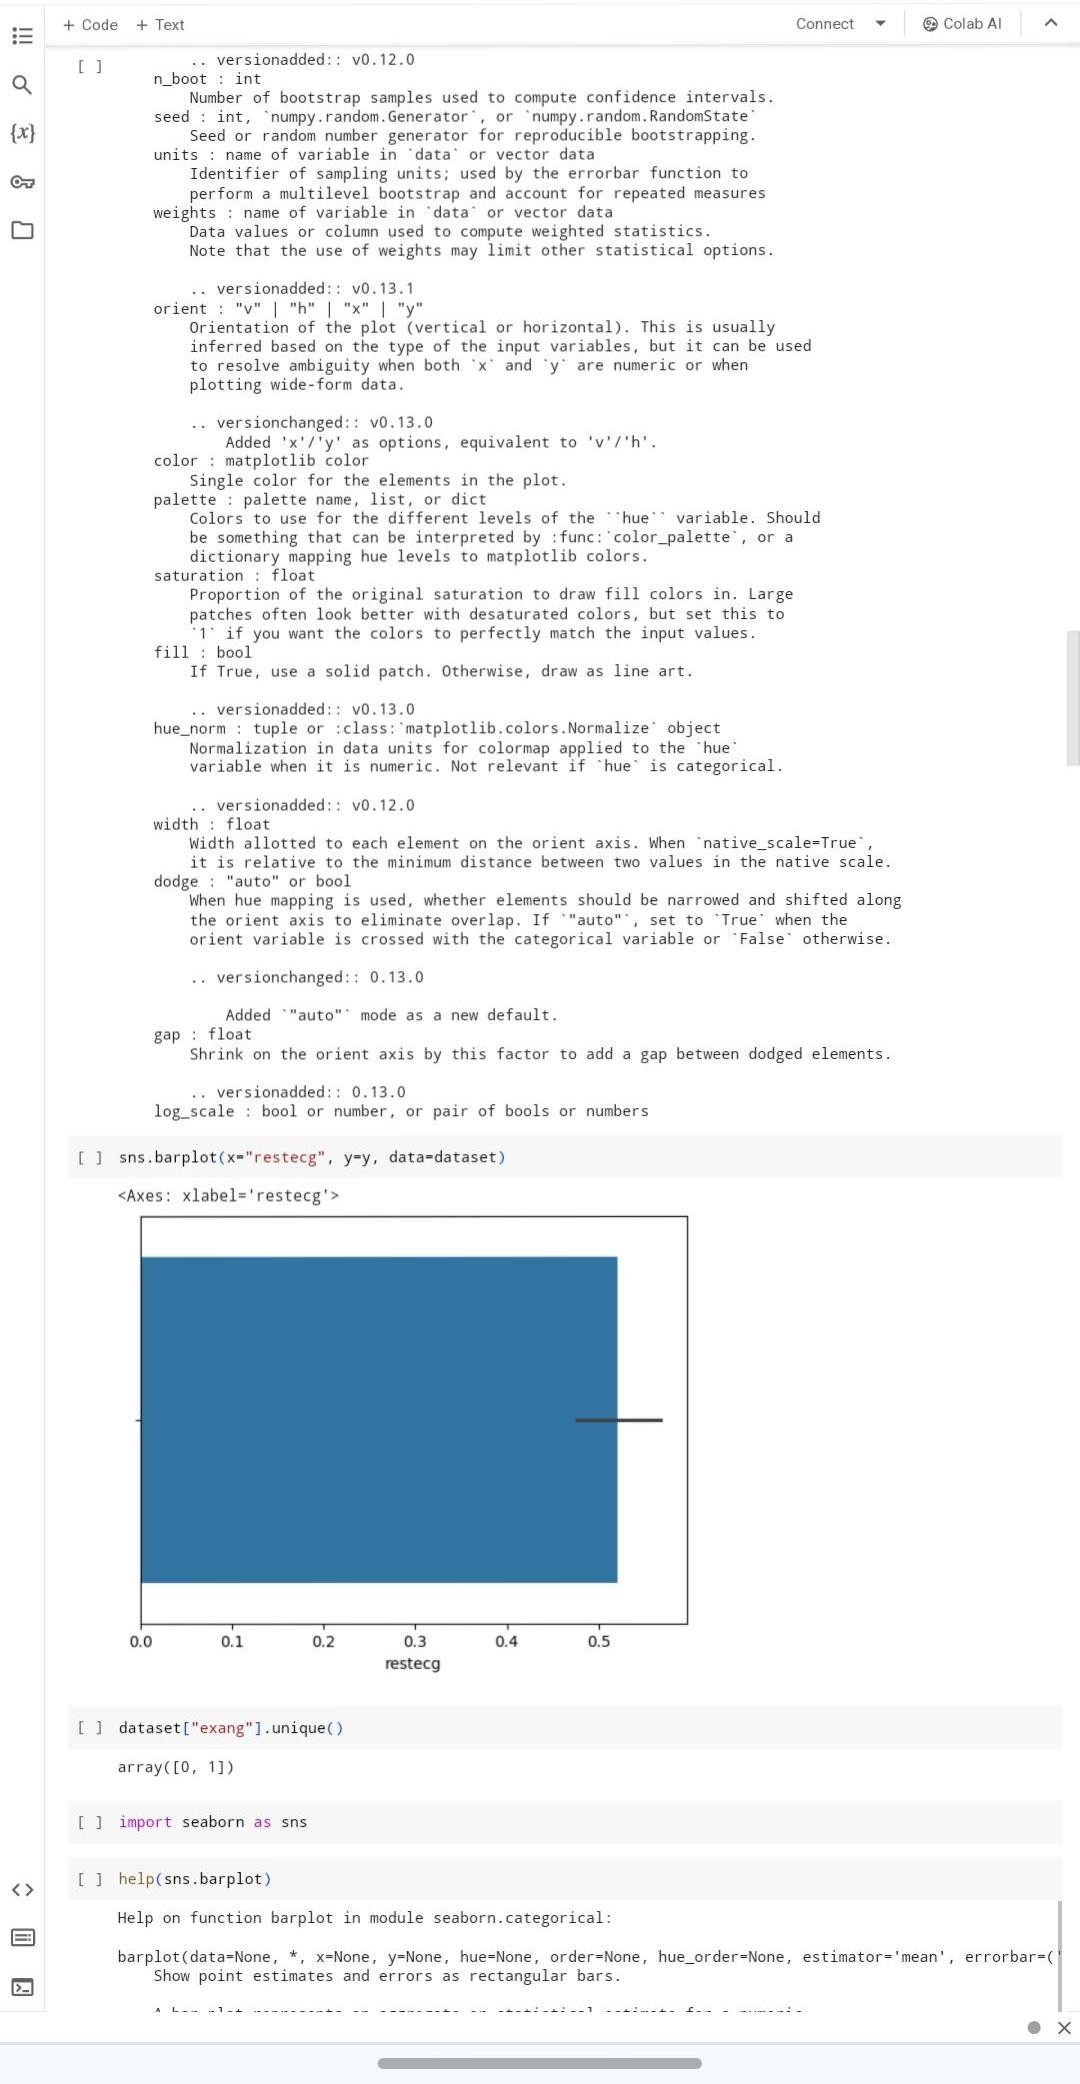 + Code + Text Connect Colab AI
[ ] .. versionadded:: v0.12.0
n_boot : int
Number of bootstrap samples used to compute confidence intervals.
seed : int, `numpy.random.Generator`, or `numpy.random.RandomState`
Seed or random number generator for reproducible bootstrapping.
units : name of variable in `data` or vector data
Identifier of sampling units; used by the errorbar function to
perform a multilevel bootstrap and account for repeated measures
weights : name of variable in `data` or vector data
Data values or column used to compute weighted statistics.
Note that the use of weights may limit other statistical options.
.. versionadded:: v0.13.1
orient : "v" | "h" | "x" | "y"
Orientation of the plot (vertical or horizontal). This is usually
inferred based on the type of the input variables, but it can be used
to resolve ambiguity when both `x` and `y` are numeric or when
plotting wide-form data.
.. versionchanged:: v0.13.0
Added 'x'/'y' as options, equivalent to 'v'/'h'.
color : matplotlib color
Single color for the elements in the plot.
palette : palette name, list, or dict
Colors to use for the different levels of the ``hue`` variable. Should
be something that can be interpreted by :func:`color_palette`, or a
dictionary mapping hue levels to matplotlib colors.
saturation : float
Proportion of the original saturation to draw fill colors in. Large
patches often look better with desaturated colors, but set this to
`1` if you want the colors to perfectly match the input values.
fill : bool
If True, use a solid patch. Otherwise, draw as line art.
.. versionadded:: v0.13.0
hue_norm : tuple or :class:`matplotlib.colors.Normalize` object
Normalization in data units for colormap applied to the `hue`
variable when it is numeric. Not relevant if `hue` is categorical.
.. versionadded:: v0.12.0
width : float
Width allotted to each element on the orient axis. When `native_scale=True`,
it is relative to the minimum distance between two values in the native scale.
dodge : "auto" or bool
When hue mapping is used, whether elements should be narrowed and shifted along
the orient axis to eliminate overlap. If `"auto"`, set to `True` when the
orient variable is crossed with the categorical variable or `False` otherwise.
.. versionchanged:: 0.13.0
Added `"auto"` mode as a new default.
gap : float
Shrink on the orient axis by this factor to add a gap between dodged elements.
.. versionadded:: 0.13.0
log_scale : bool or number, or pair of bools or numbers
[ ] sns.barplot(x="restecg", y=y, data=dataset)
<Axes: xlabel='restecg'>
0.0 0.1 0.2 0.3 0.4 0.5
restecg
[ ] dataset["exang"].unique()
array([0, 1])
[ ] import seaborn as sns
[ ] help(sns.barplot)
Help on function barplot in module seaborn.categorical:
barplot(data=None, *, x=None, y=None, hue=None, order=None, hue_order=None, estimator='mean', errorbar=('
Show point estimates and errors as rectangular bars.